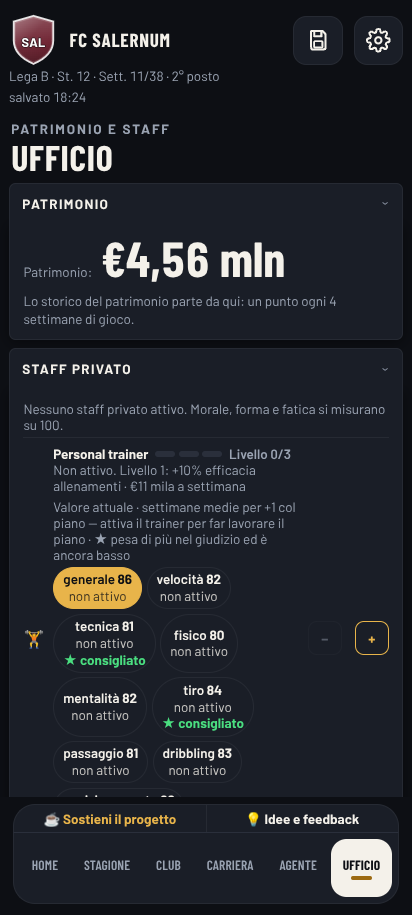 SAL
FC SALERNUM
Lega B · St. 12 · Sett. 11/38 · 2° posto
salvato 18:24
PATRIMONIO E STAFF
UFFICIO
PATRIMONIO
Patrimonio: €4,56 mln
Lo storico del patrimonio parte da qui: un punto ogni 4
settimane di gioco.
STAFF PRIVATO
Nessuno staff privato attivo. Morale, forma e fatica si misurano
su 100.
Personal trainer Livello 0/3
Non attivo. Livello 1: +10% efficacia
allenamenti · €11 mila a settimana
Valore attuale · settimane medie per +1 col
piano — attiva il trainer per far lavorare il
piano · ★ pesa di più nel giudizio ed è
ancora basso
generale 86 velocità 82
non attivo non attivo
tecnica 81 fisico 80
non attivo non attivo
★ consigliato
− +
mentalità 82 tiro 84
non attivo non attivo
★ consigliato
passaggio 81 dribbling 83
non attivo non attivo
☕ Sostieni il progetto 💡 Idee e feedback
HOME STAGIONE CLUB CARRIERA AGENTE UFFICIO